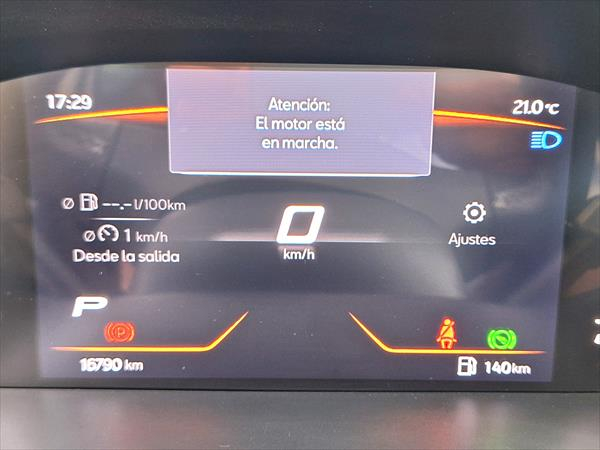 17:29
Atención:
El motor está
en marcha.
21.0°C
Ø --.- l/100km
Ø 1 km/h
Desde la salida
0
km/h
Ajustes
P
P
16790 km
140km